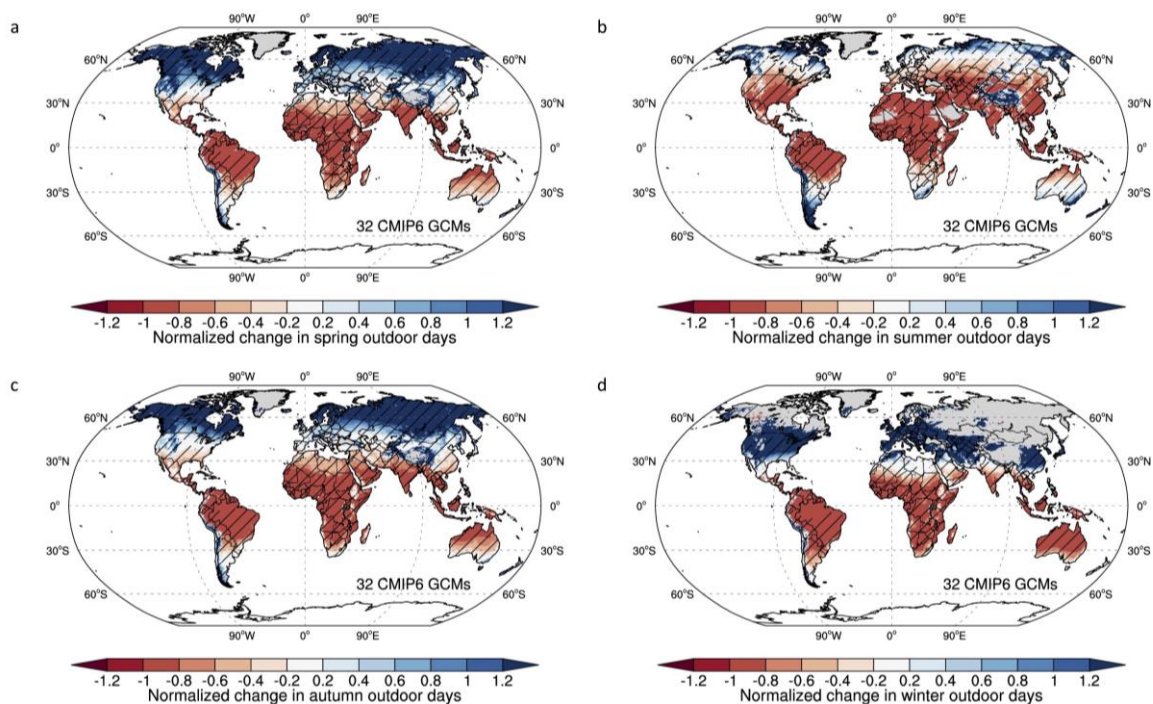 a
90°W 0° 90°E
60°N 60°N
30°N 30°N
0° 0°
30°S 30°S
32 CMIP6 GCMs
60°S 60°S
90°W 0° 90°E
-1.2 -1 -0.8 -0.6 -0.4 -0.2 0.2 0.4 0.6 0.8 1 1.2
Normalized change in spring outdoor days
b
90°W 0° 90°E
60°N 60°N
30°N 30°N
0° 0°
30°S 30°S
32 CMIP6 GCMs
60°S 60°S
90°W 0° 90°E
-1.2 -1 -0.8 -0.6 -0.4 -0.2 0.2 0.4 0.6 0.8 1 1.2
Normalized change in summer outdoor days
c
90°W 0° 90°E
60°N 60°N
30°N 30°N
0° 0°
30°S 30°S
32 CMIP6 GCMs
60°S 60°S
90°W 0° 90°E
-1.2 -1 -0.8 -0.6 -0.4 -0.2 0.2 0.4 0.6 0.8 1 1.2
Normalized change in autumn outdoor days
d
90°W 0° 90°E
60°N 60°N
30°N 30°N
0° 0°
30°S 30°S
32 CMIP6 GCMs
60°S 60°S
90°W 0° 90°E
-1.2 -1 -0.8 -0.6 -0.4 -0.2 0.2 0.4 0.6 0.8 1 1.2
Normalized change in winter outdoor days